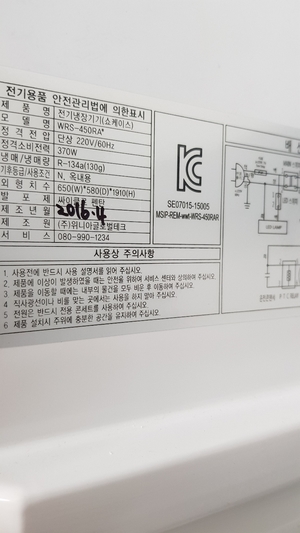 전기용품 안전관리법에 의한표시
제 품 명 전기냉장기기(쇼케이스)
모 델 명 WRS-450RA*
정 격 전 압 단상 220V/60Hz
정격소비전력 370W
냉매/냉매량 R-134a(130g)
기후등급/사용조건 N, 옥내용
외 형 치 수 650(W)*580(D)*1910(H)
발 포 제 싸이클로 펜탄
제 조 년 월 2016.4
제 조 원 (주)위니아글로벌테크
서 비 스 080-990-1234
SE07015-15005
MSIP-REM-wwt-WRS-450RAR
배
사용상 주의사항
1. 사용전에 반드시 사용 설명서를 읽어 주십시오.
2. 제품에 이상이 발생하였을 때는 안전을 위하여 서비스 센타와 상의하여 주십시오.
3. 제품을 이동할 때에는 내부의 물건을 모두 비운 후 이동하여 주십시오.
4. 직사광선이나 비를 맞는 곳에서는 사용을 하지 말아 주십시오.
5. 전원은 반드시 전용 콘센트를 사용하여 주십시오.
6. 제품 설치시 주위에 충분한 공간을 유지하여 주십시오.